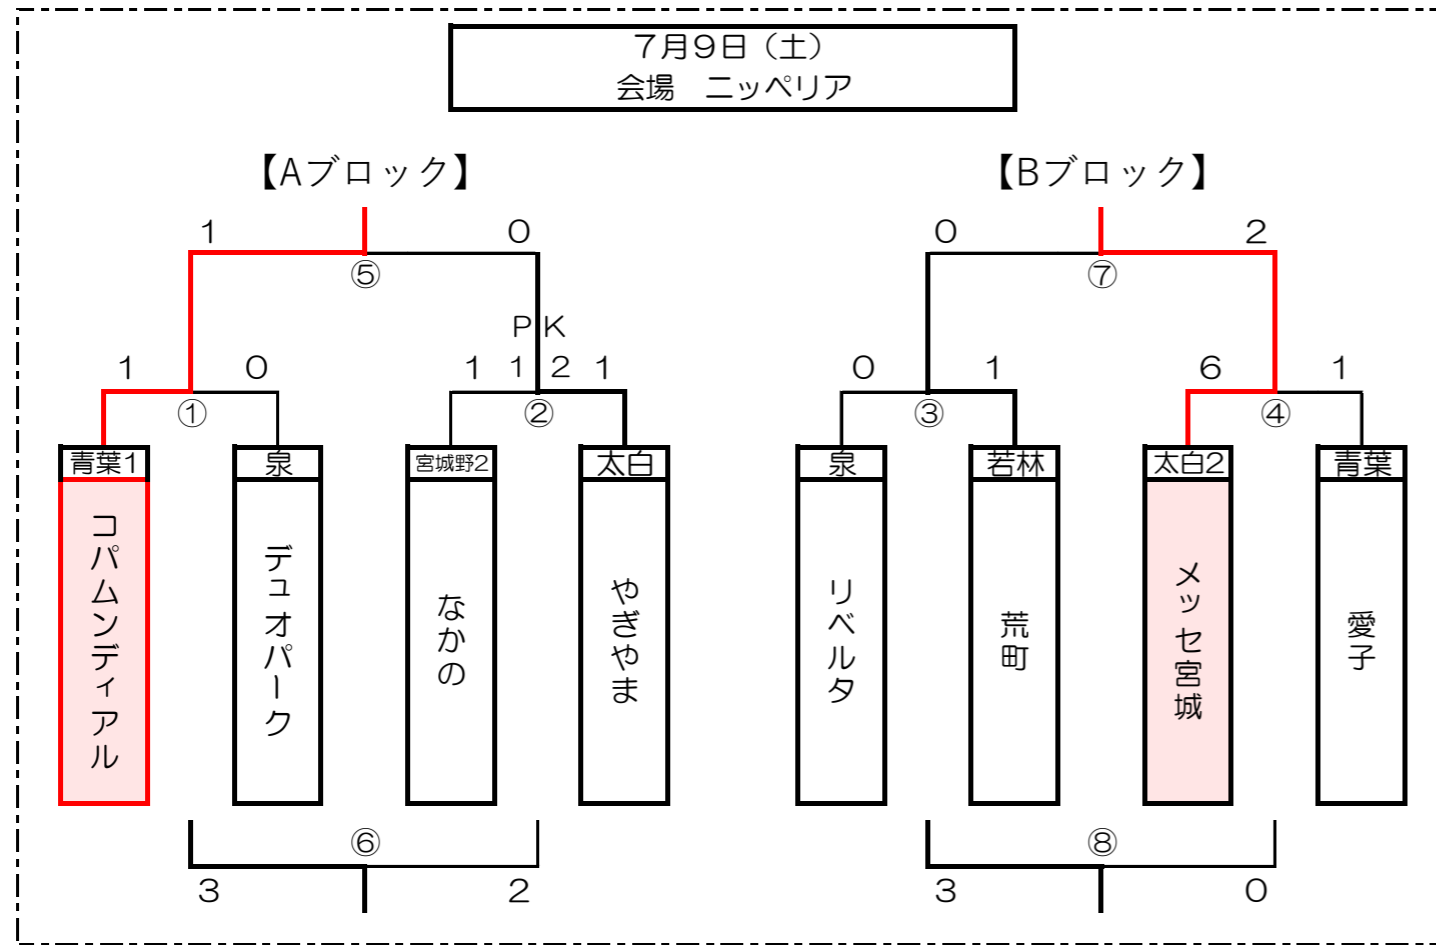 7月9日（土）
会場　ニッペリア
【Aブロック】
【Bブロック】
1 0
0 2
⑤
⑦
PK
1 0 1 1 2 1
0 1 6 1
①
②
③
④
青葉1
泉
宮城野2
太白
泉
若林
太白2
青葉
コパムンディアル
デュオパーク
なかの
やぎやま
リベルタ
荒町
メッセ宮城
愛子
⑥
⑧
3 2
3 0